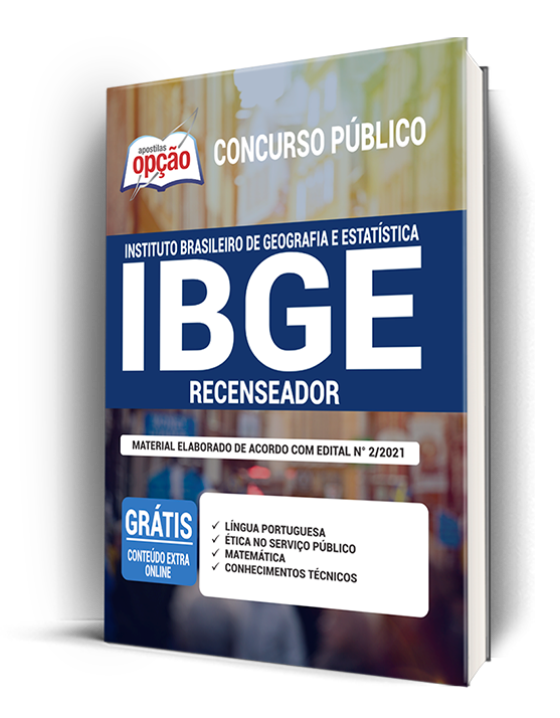 apostilas
opção
CONCURSO PÚBLICO
INSTITUTO BRASILEIRO DE GEOGRAFIA E ESTATÍSTICA
IBGE
RECENSEADOR
MATERIAL ELABORADO DE ACORDO COM EDITAL N° 2/2021
GRÁTIS
CONTEÚDO EXTRA
ONLINE
✓ LÍNGUA PORTUGUESA
✓ ÉTICA NO SERVIÇO PÚBLICO
✓ MATEMÁTICA
✓ CONHECIMENTOS TÉCNICOS